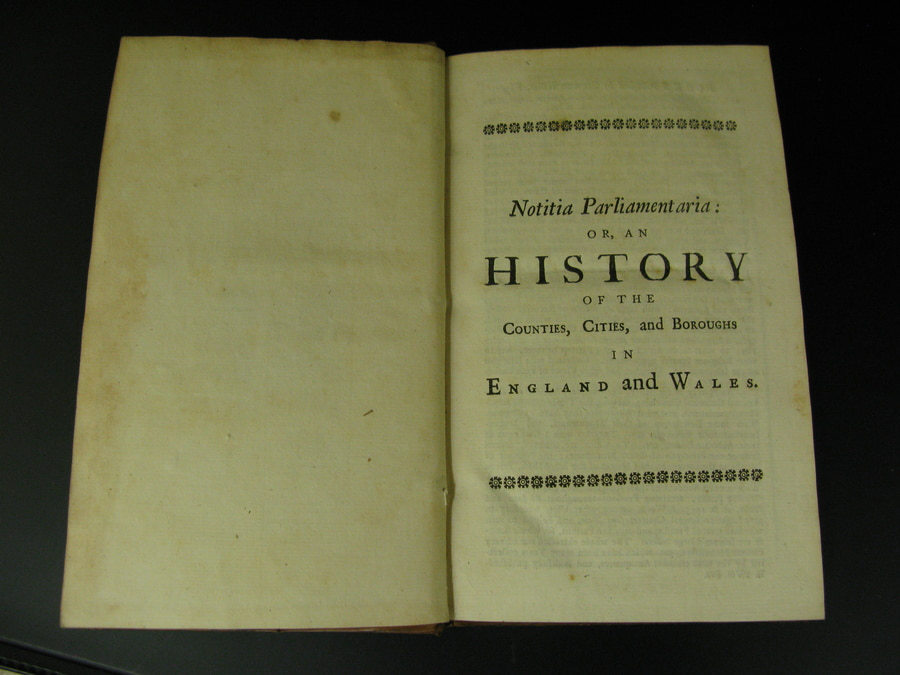 Notitia Parliamentaria:
OR, AN
HISTORY
OF THE
COUNTIES, CITIES, and BOROUGHS
IN
ENGLAND and WALES.